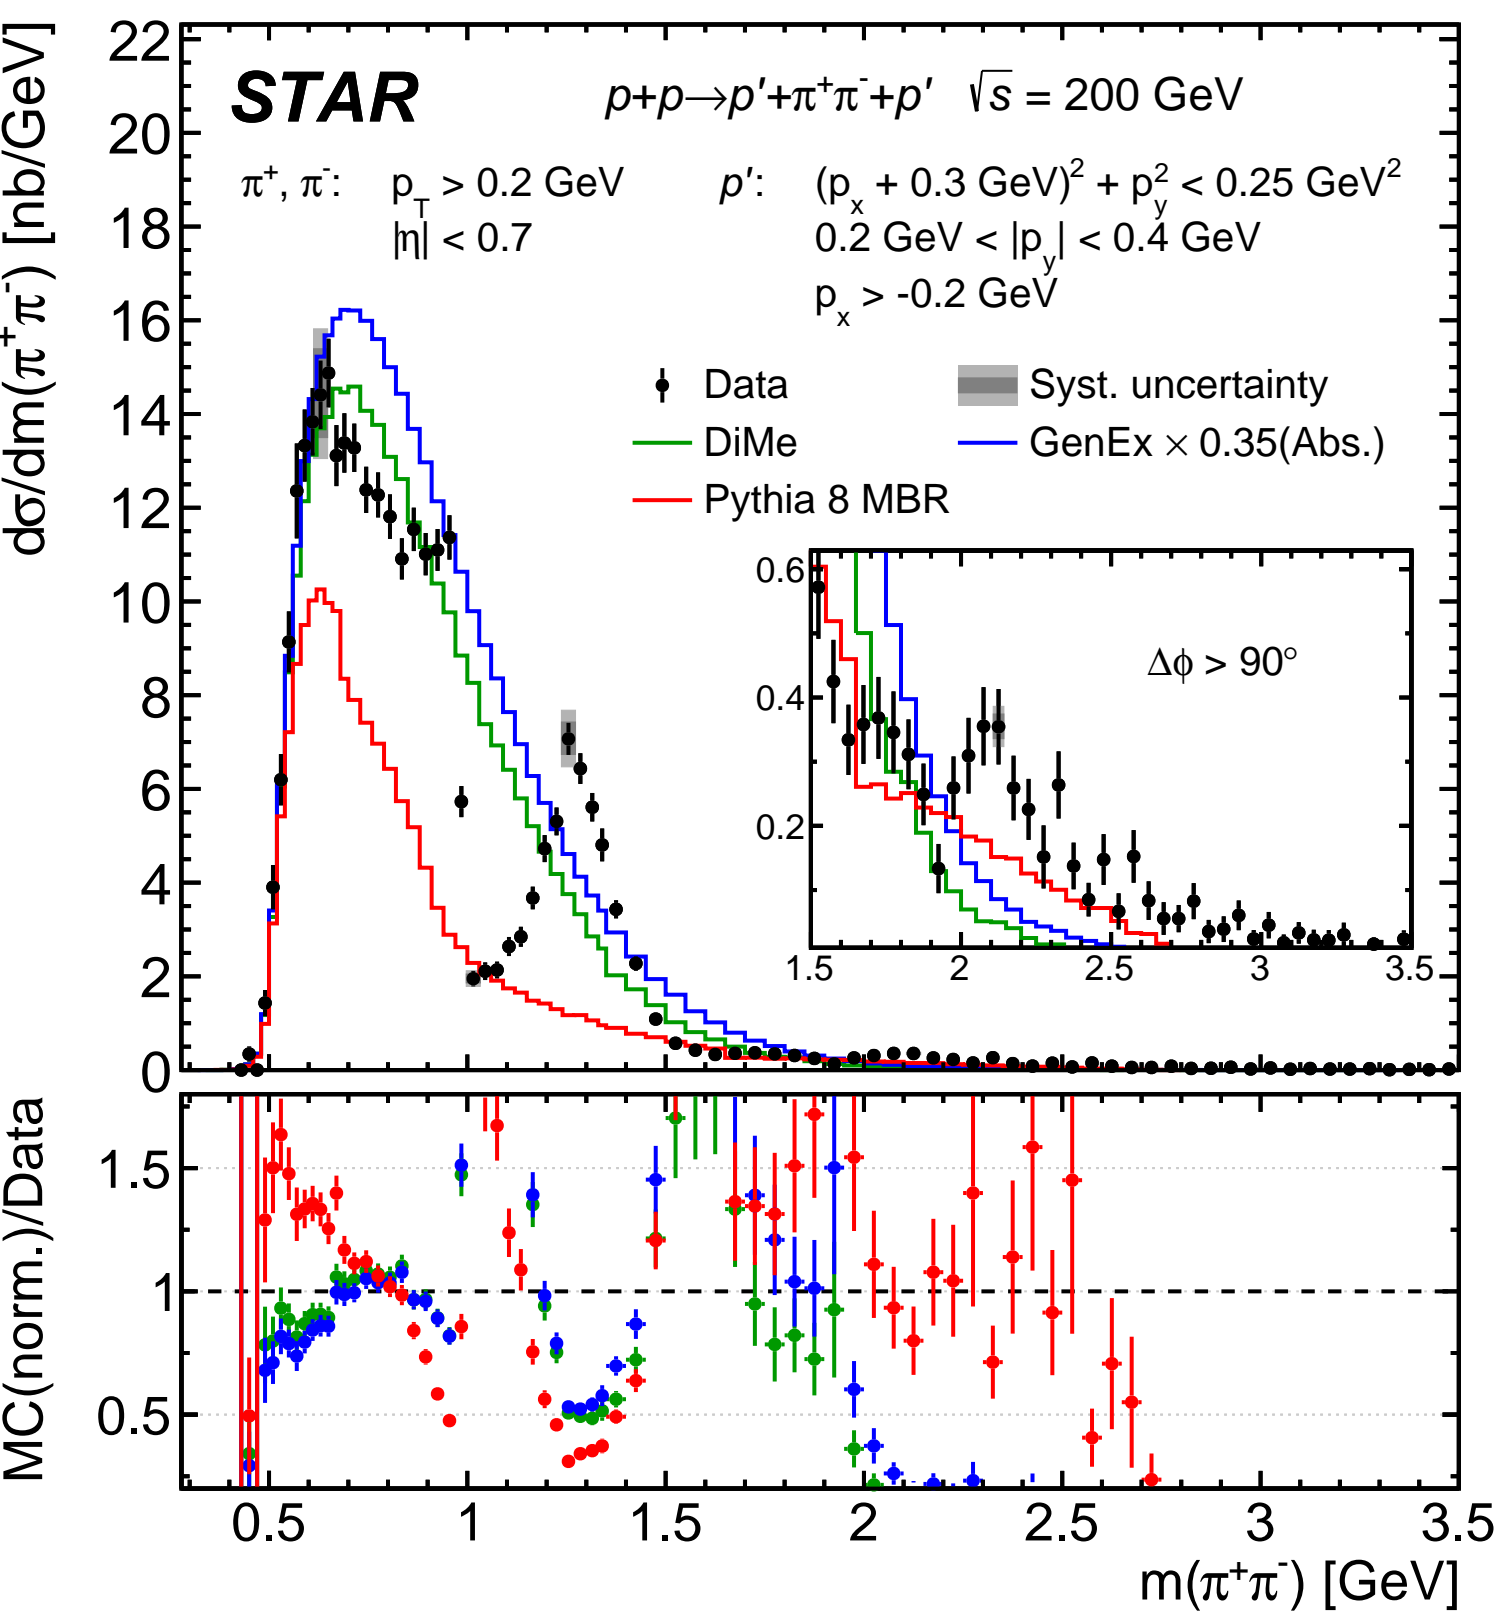 STAR
p+p→p′+π⁺π⁻+p′ √s = 200 GeV
π⁺, π⁻: p_T > 0.2 GeV p′: (p_x + 0.3 GeV)² + p_y² < 0.25 GeV²
|η| < 0.7 0.2 GeV < |p_y| < 0.4 GeV
p_x > -0.2 GeV
Data Syst. uncertainty
DiMe GenEx × 0.35(Abs.)
Pythia 8 MBR
dσ/dm(π⁺π⁻) [nb/GeV]
22
20
18
16
14
12
10
8
6
4
2
0
Δϕ > 90°
0.6
0.4
0.2
1.5 2 2.5 3 3.5
MC(norm.)/Data
1.5
1
0.5
0.5 1 1.5 2 2.5 3 3.5
m(π⁺π⁻) [GeV]